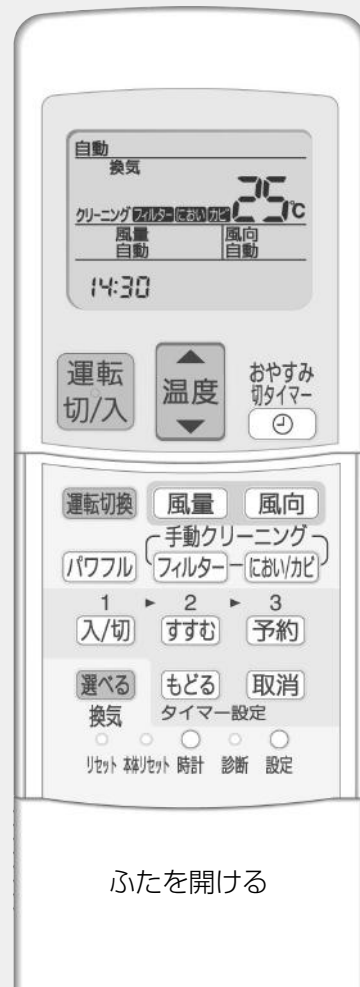 自動
換気
クリーニング フィルター におい カビ 25℃
風量 風向
自動 自動
14:30
運転 切/入
温度
おやすみ
切タイマー
運転切換 風量 風向
手動クリーニング
パワフル フィルター におい/カビ
1 ▶ 2 ▶ 3
入/切 すすむ 予約
選べる もどる 取消
換気 タイマー設定
リセット 本体リセット 時計 診断 設定
ふたを開ける